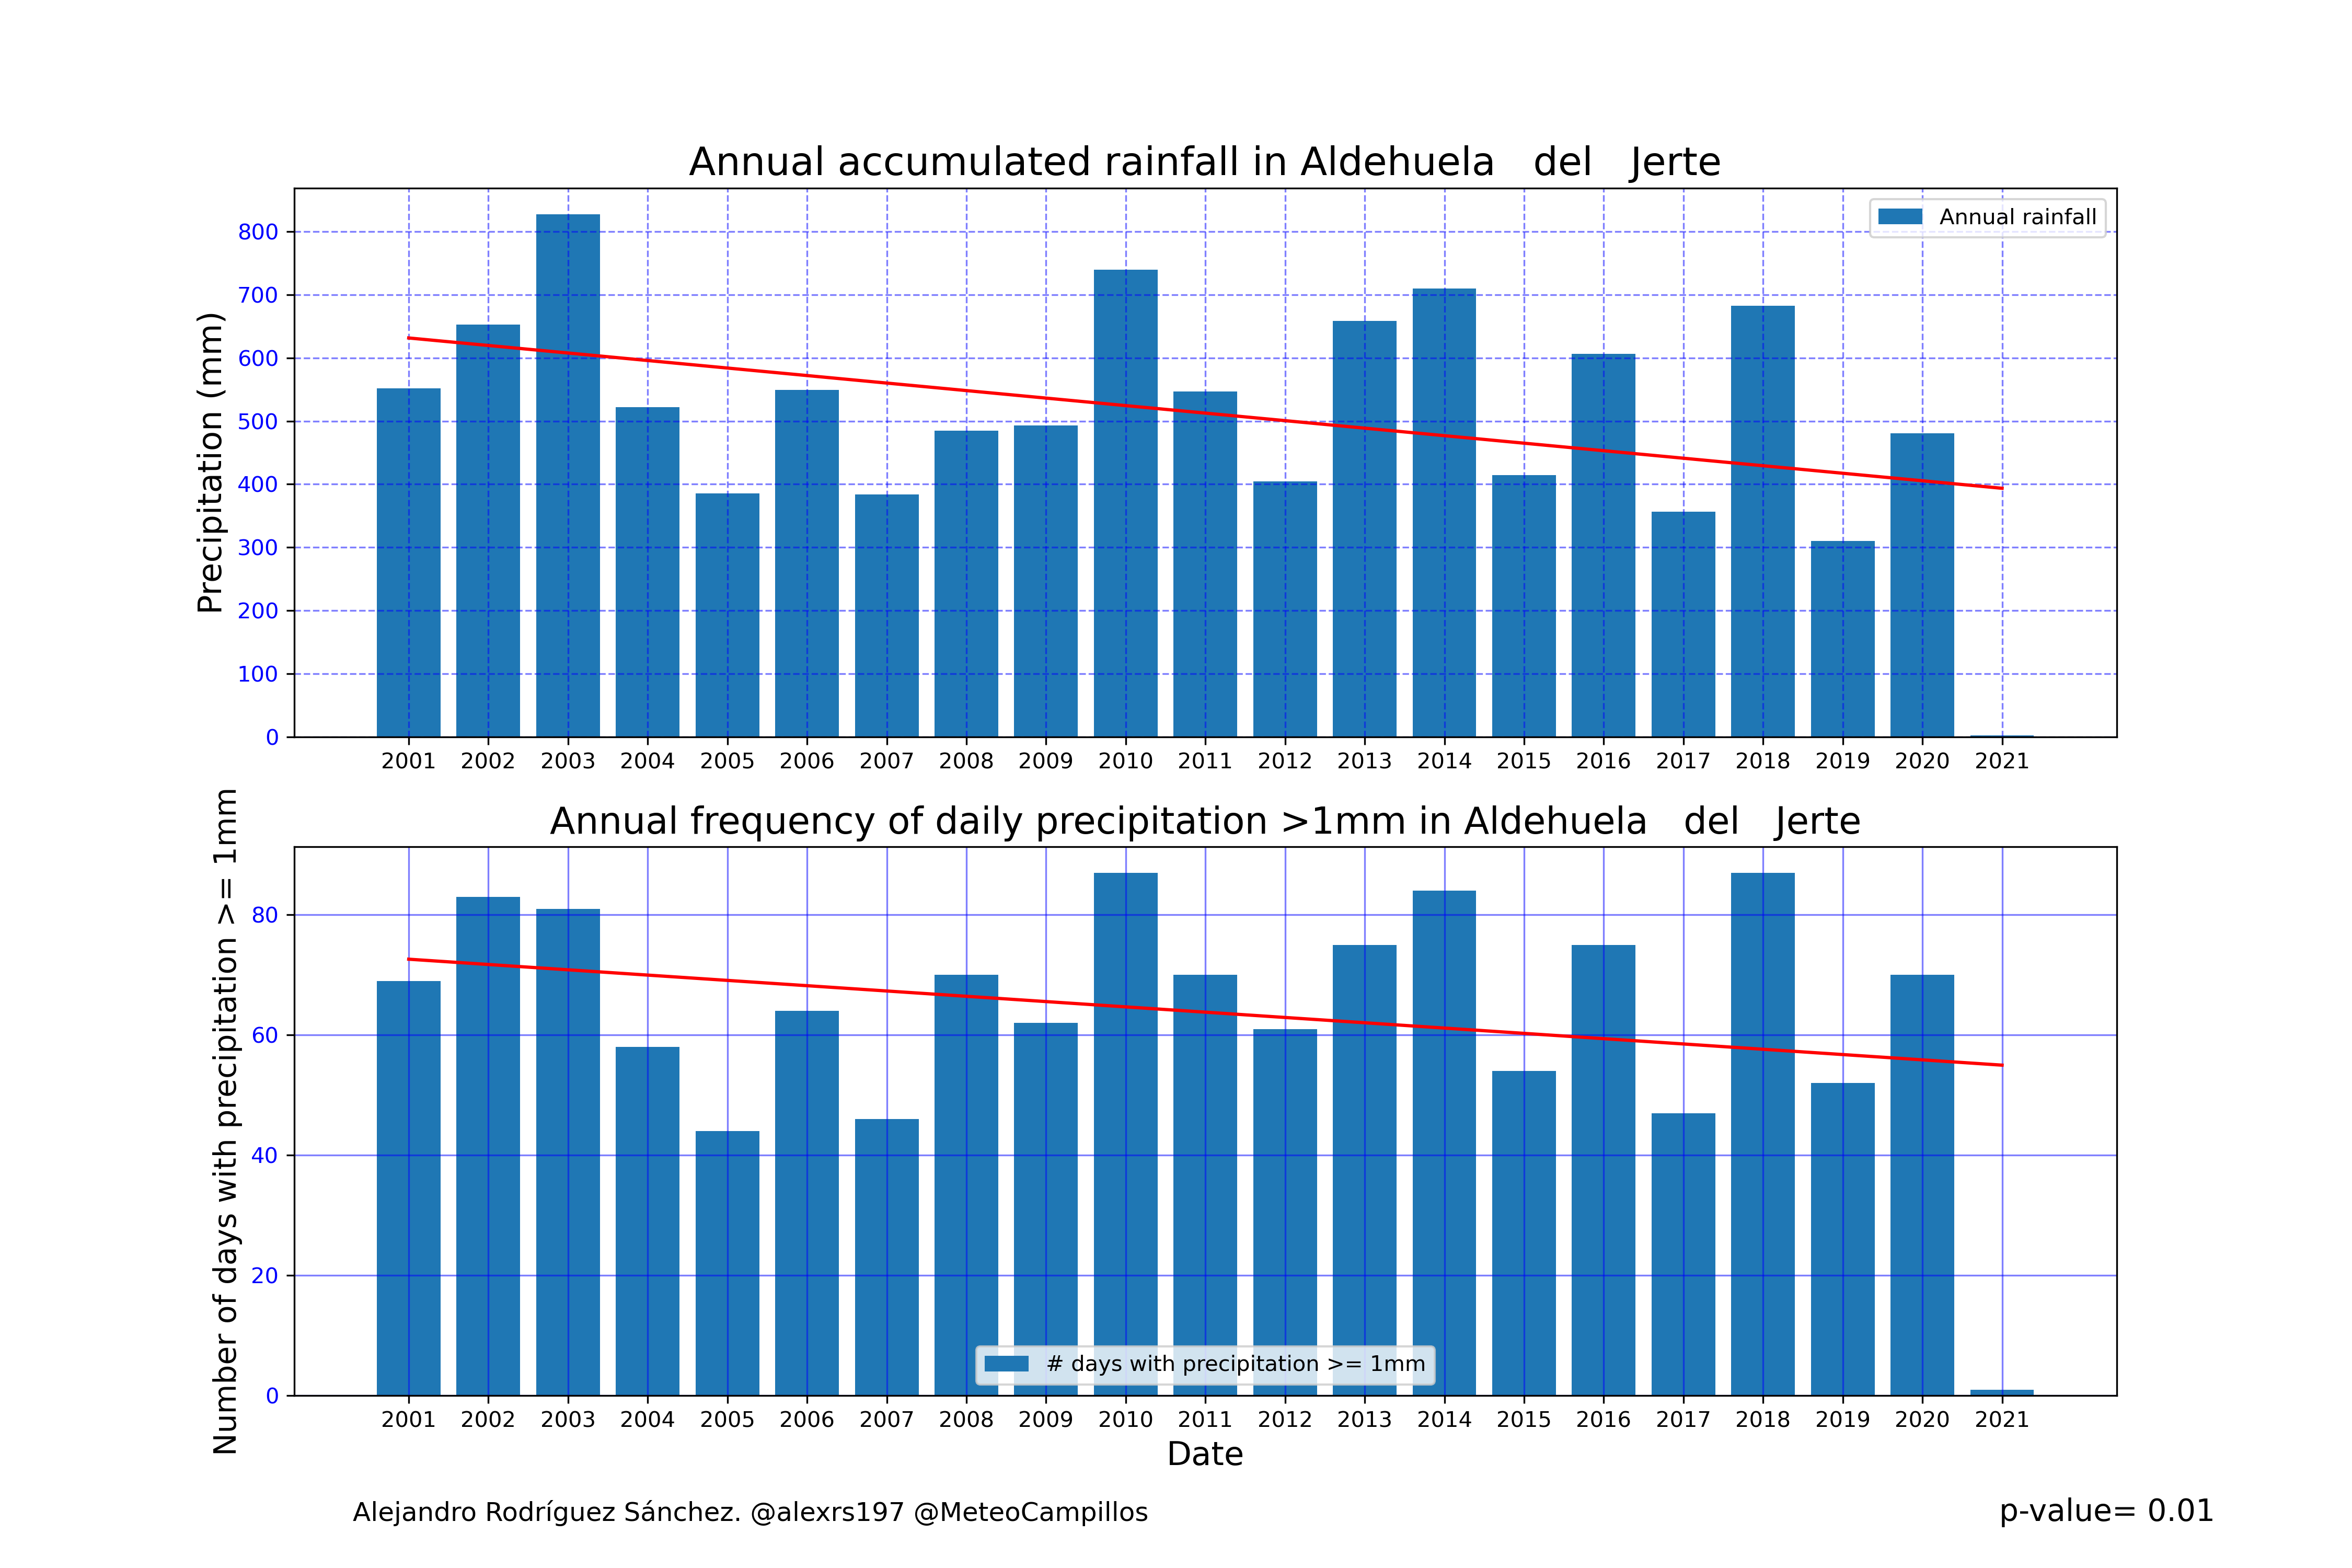 Annual accumulated rainfall in Aldehuela   del   Jerte
Annual rainfall
Precipitation (mm)
800
700
600
500
400
300
200
100
0
2001 2002 2003 2004 2005 2006 2007 2008 2009 2010 2011 2012 2013 2014 2015 2016 2017 2018 2019 2020 2021
Annual frequency of daily precipitation >1mm in Aldehuela   del   Jerte
Number of days with precipitation >= 1mm
80
60
40
20
0
# days with precipitation >= 1mm
2001 2002 2003 2004 2005 2006 2007 2008 2009 2010 2011 2012 2013 2014 2015 2016 2017 2018 2019 2020 2021
Date
Alejandro Rodríguez Sánchez. @alexrs197 @MeteoCampillos
p-value= 0.01